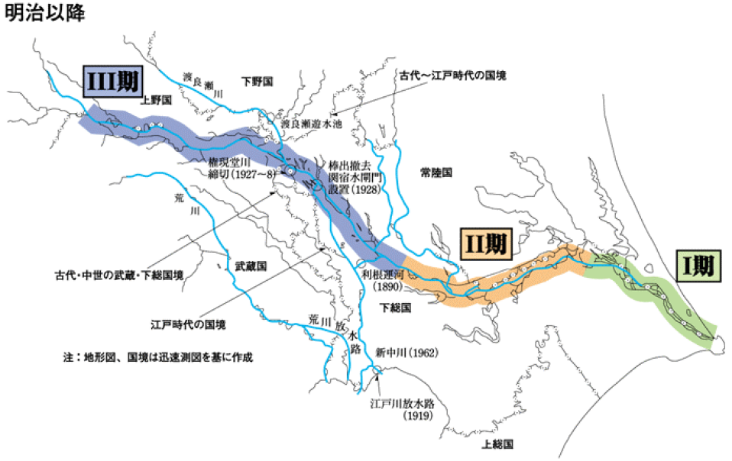 明治以降
III期
渡良瀬川
下野国
上野国
古代〜江戸時代の国境
渡良瀬遊水池
権現堂川
締切(1927〜8)
棒出撤去
関宿水閘門
設置(1928)
常陸国
荒川
II期
I期
古代・中世の武蔵・下総国境
武蔵国
利根運河
(1890)
下総国
江戸時代の国境
荒川放水路
新中川(1962)
注：地形図、国境は迅速測図を基に作成
江戸川放水路
(1919)
上総国